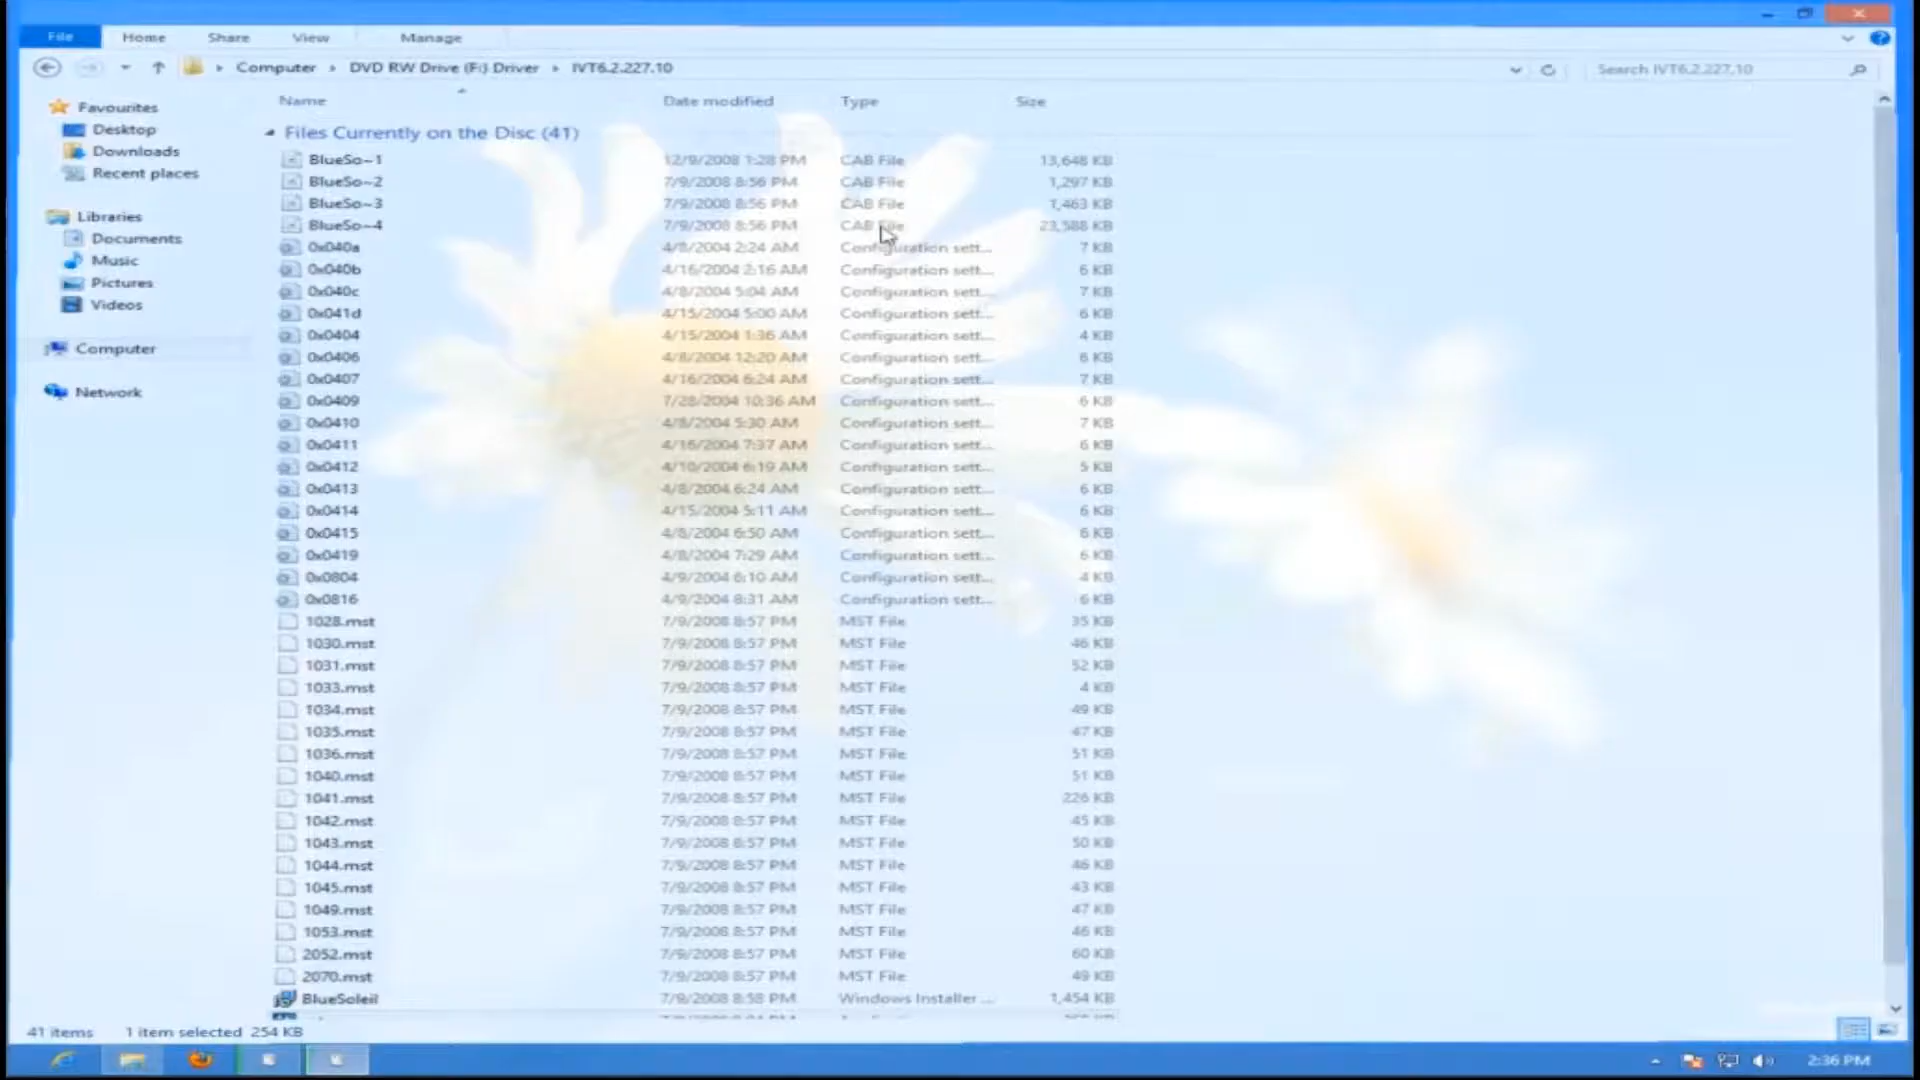 File Home Share View Manage
Computer DVD RW Drive (F:) Driver IVT6.2.227.10 Search IVT6.2.227.10
Name Date modified Type Size
Favourites
Desktop
Downloads
Recent places
Libraries
Documents
Music
Pictures
Videos
Computer
Network
Files Currently on the Disc (41)
BlueSo~1 12/9/2008 1:28 PM CAB File 13,648 KB
BlueSo~2 7/9/2008 8:56 PM CAB File 1,297 KB
BlueSo~3 7/9/2008 8:56 PM CAB File 1,463 KB
BlueSo~4 7/9/2008 8:56 PM CAB File 23,588 KB
0x040a 4/8/2004 2:24 AM Configuration sett... 7 KB
0x040b 4/16/2004 2:16 AM Configuration sett... 6 KB
0x040c 4/8/2004 5:04 AM Configuration sett... 7 KB
0x041d 4/15/2004 5:00 AM Configuration sett... 6 KB
0x0404 4/15/2004 1:36 AM Configuration sett... 4 KB
0x0406 4/8/2004 12:20 AM Configuration sett... 6 KB
0x0407 4/16/2004 6:24 AM Configuration sett... 7 KB
0x0409 7/28/2004 10:36 AM Configuration sett... 6 KB
0x0410 4/8/2004 5:30 AM Configuration sett... 7 KB
0x0411 4/16/2004 7:37 AM Configuration sett... 6 KB
0x0412 4/10/2004 6:19 AM Configuration sett... 5 KB
0x0413 4/8/2004 6:24 AM Configuration sett... 6 KB
0x0414 4/15/2004 5:11 AM Configuration sett... 6 KB
0x0415 4/8/2004 6:50 AM Configuration sett... 6 KB
0x0419 4/8/2004 7:29 AM Configuration sett... 6 KB
0x0804 4/9/2004 6:10 AM Configuration sett... 4 KB
0x0816 4/9/2004 8:31 AM Configuration sett... 6 KB
1028.mst 7/9/2008 8:57 PM MST File 35 KB
1030.mst 7/9/2008 8:57 PM MST File 46 KB
1031.mst 7/9/2008 8:57 PM MST File 52 KB
1033.mst 7/9/2008 8:57 PM MST File 4 KB
1034.mst 7/9/2008 8:57 PM MST File 49 KB
1035.mst 7/9/2008 8:57 PM MST File 47 KB
1036.mst 7/9/2008 8:57 PM MST File 51 KB
1040.mst 7/9/2008 8:57 PM MST File 51 KB
1041.mst 7/9/2008 8:57 PM MST File 226 KB
1042.mst 7/9/2008 8:57 PM MST File 45 KB
1043.mst 7/9/2008 8:57 PM MST File 50 KB
1044.mst 7/9/2008 8:57 PM MST File 46 KB
1045.mst 7/9/2008 8:57 PM MST File 43 KB
1049.mst 7/9/2008 8:57 PM MST File 47 KB
1053.mst 7/9/2008 8:57 PM MST File 46 KB
2052.mst 7/9/2008 8:57 PM MST File 60 KB
2070.mst 7/9/2008 8:57 PM MST File 49 KB
BlueSoleil 7/9/2008 8:58 PM Windows Installer ... 1,454 KB
41 items 1 item selected 254 KB
2:36 PM